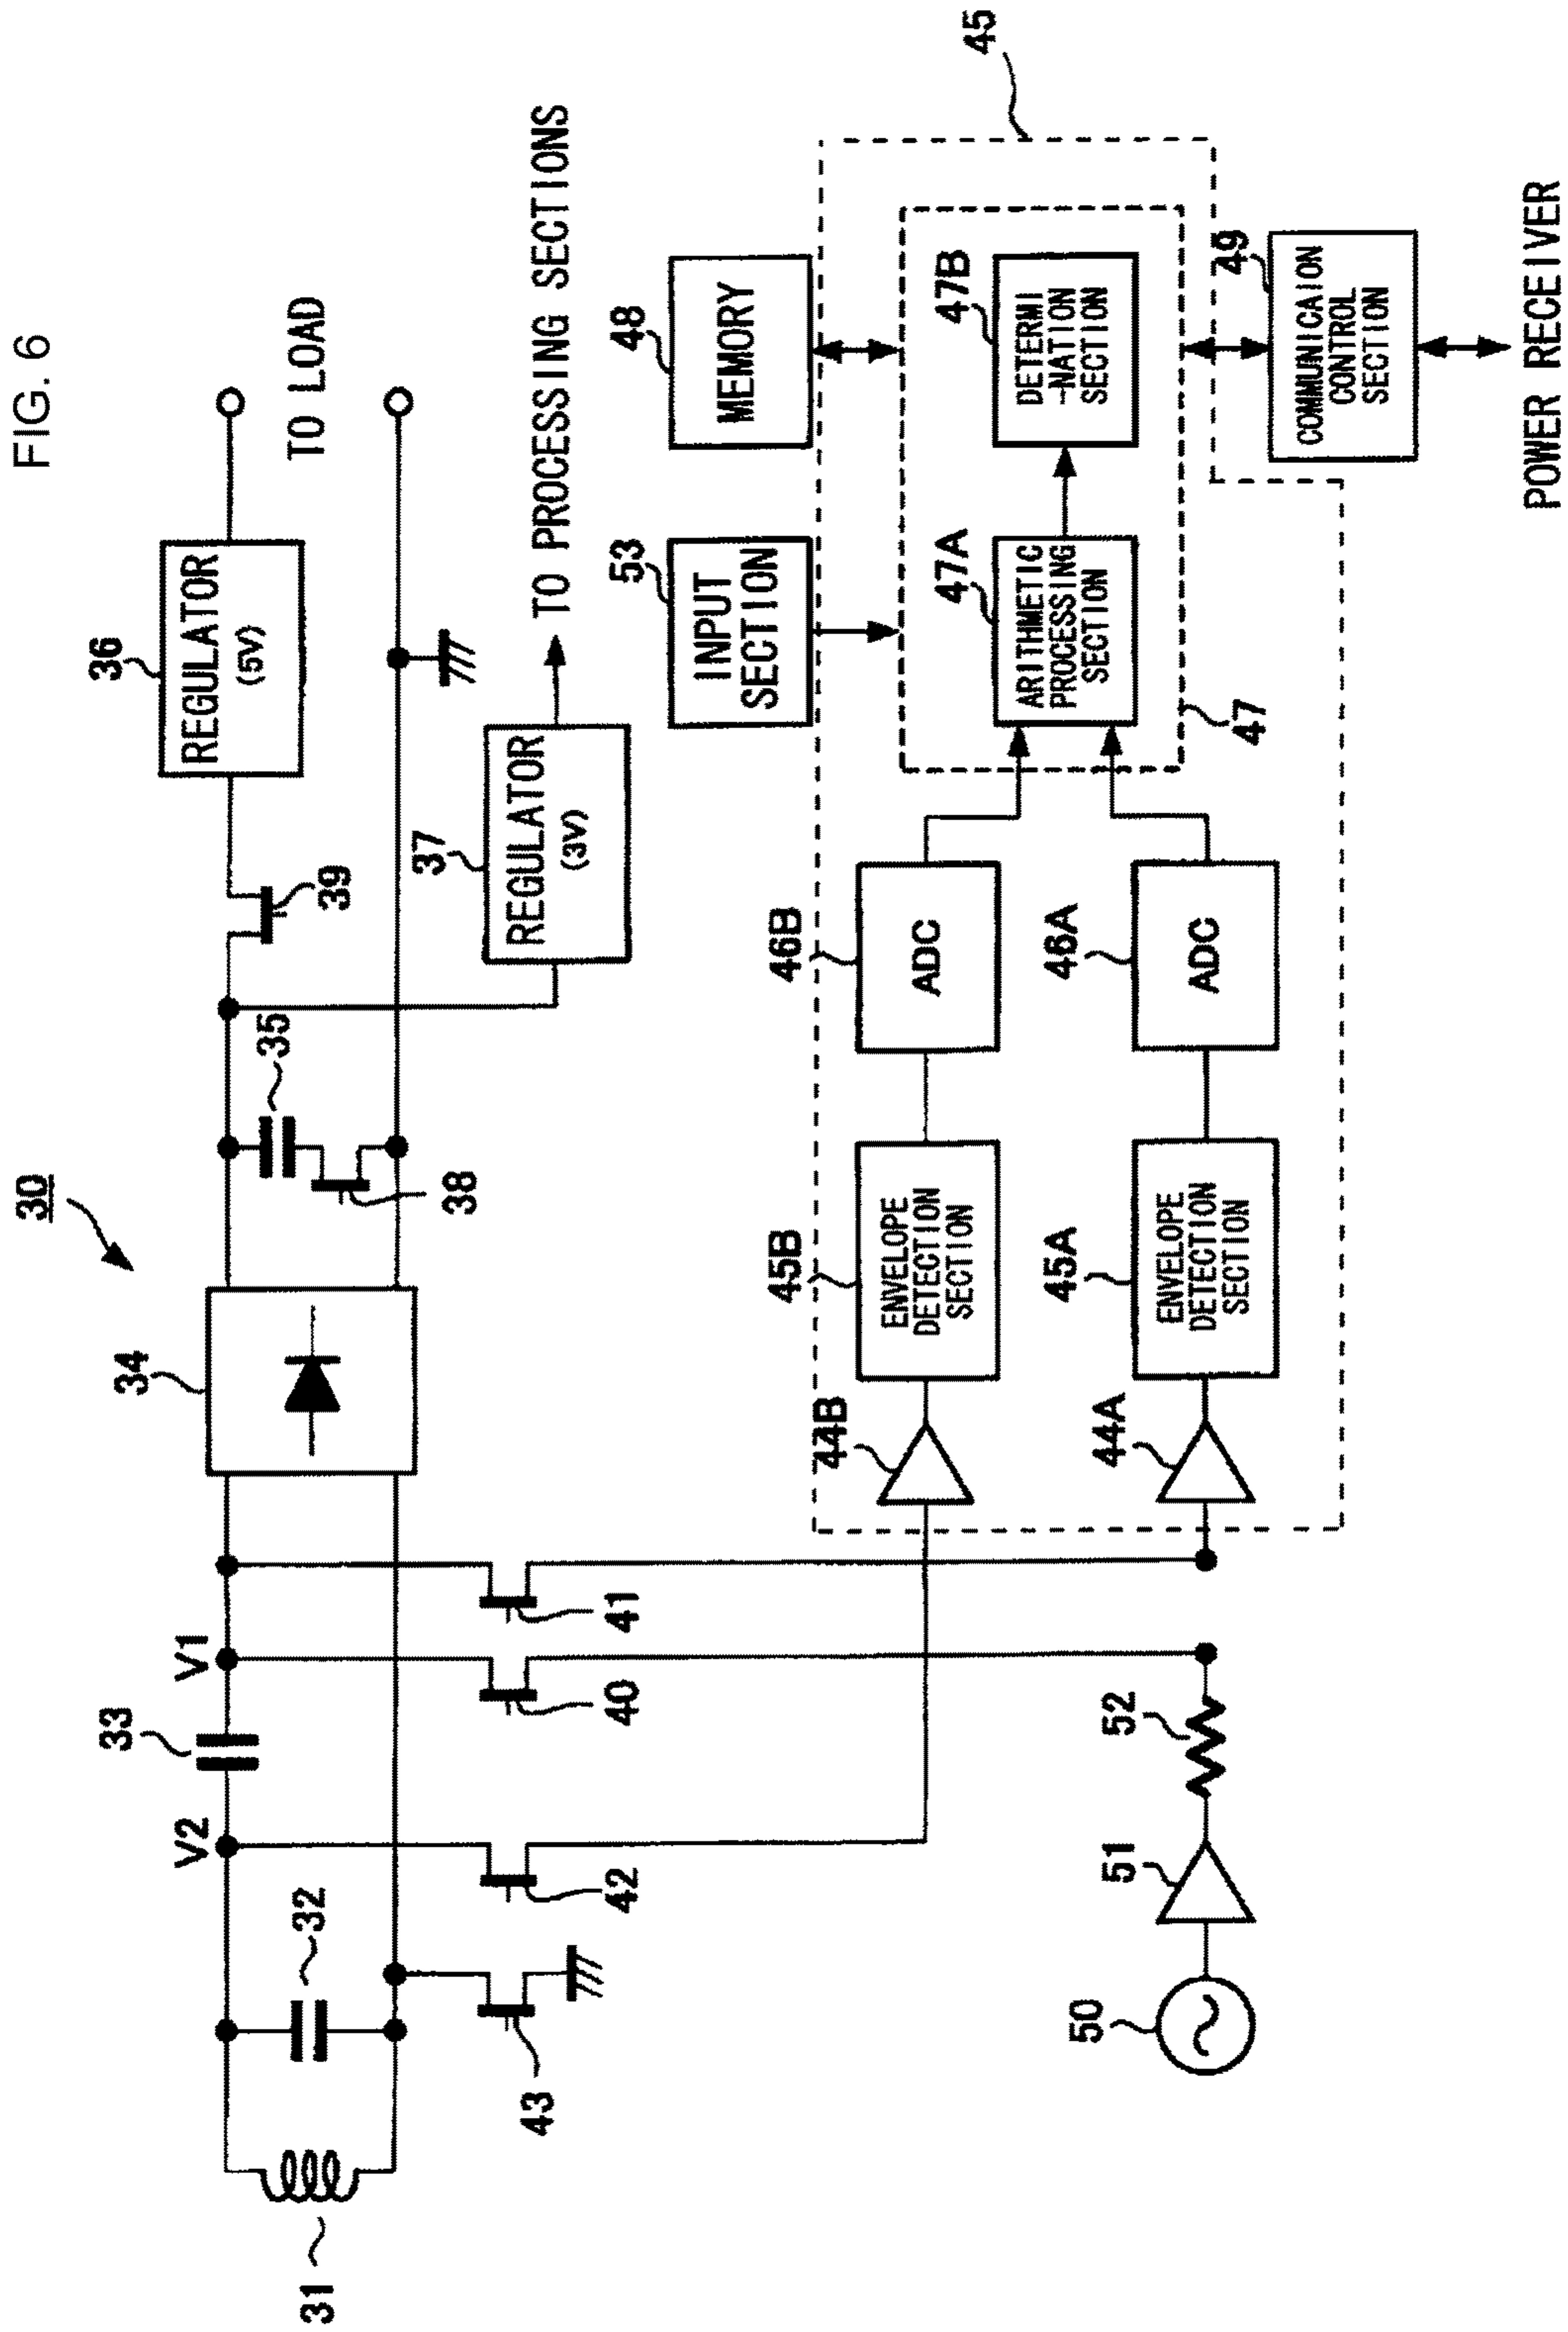 FIG. 6
30
36
REGULATOR
(5V)
TO LOAD
34
35
39
38
37
REGULATOR
(3V)
TO PROCESSING SECTIONS
33
V2
V1
32
31
43
42
40
41
53
INPUT
SECTION
48
MEMORY
45
44B
45B
ENVELOPE
DETECTION
SECTION
46B
ADC
47A
ARITHMETIC
PROCESSING
SECTION
47B
DETERMI
-NATION
SECTION
44A
45A
ENVELOPE
DETECTION
SECTION
46A
ADC
47
49
COMMUNICAION
CONTROL
SECTION
50
51
52
POWER RECEIVER